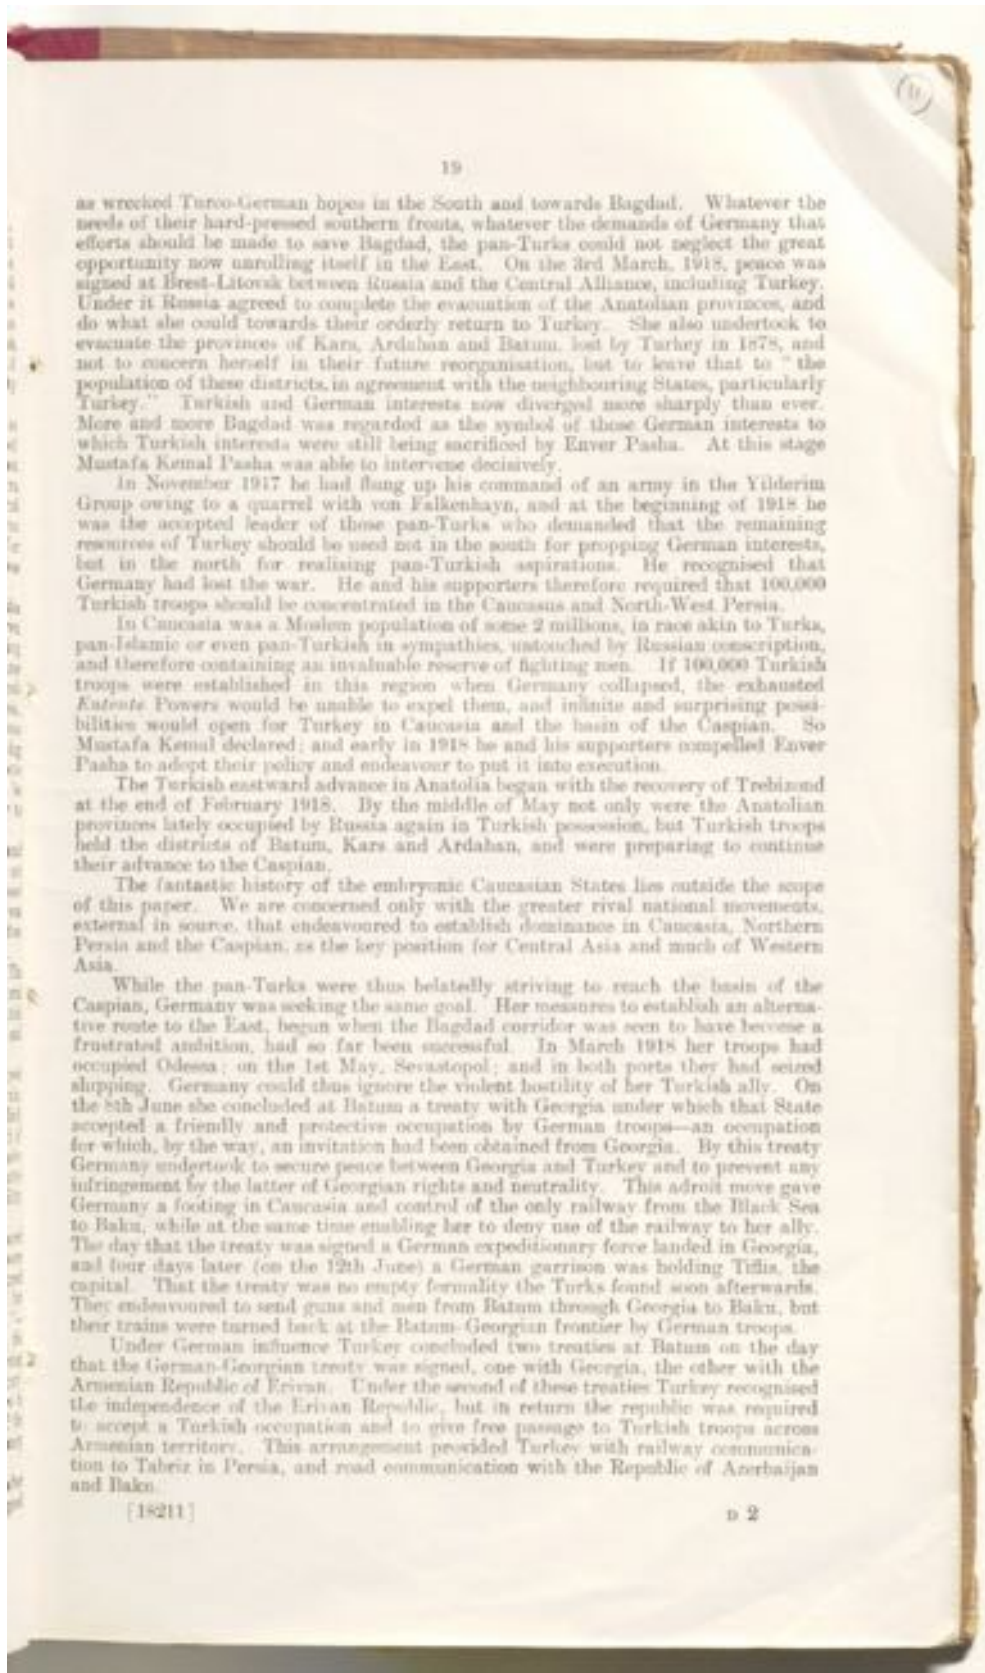 19
as wrecked Turco-German hopes in the South and towards Bagdad. Whatever the
needs of their hard-pressed southern fronts, whatever the demands of Germany that
efforts should be made to save Bagdad, the pan-Turks could not neglect the great
opportunity now unrolling itself in the East. On the 3rd March, 1918, peace was
signed at Brest-Litovsk between Russia and the Central Alliance, including Turkey.
Under it Russia agreed to complete the evacuation of the Anatolian provinces, and
do what she could towards their orderly return to Turkey. She also undertook to
evacuate the provinces of Kars, Ardahan and Batum, lost by Turkey in 1878, and
not to concern herself in their future reorganisation, but to leave that to "the
population of these districts, in agreement with the neighbouring States, particularly
Turkey." Turkish and German interests now diverged more sharply than ever.
More and more Bagdad was regarded as the symbol of those German interests to
which Turkish interests were still being sacrificed by Enver Pasha. At this stage
Mustafa Kemal Pasha was able to intervene decisively.
In November 1917 he had flung up his command of an army in the Yilderim
Group owing to a quarrel with von Falkenhayn, and at the beginning of 1918 he
was the accepted leader of those pan-Turks who demanded that the remaining
resources of Turkey should be used not in the south for propping German interests,
but in the north for realising pan-Turkish aspirations. He recognised that
Germany had lost the war. He and his supporters therefore required that 100,000
Turkish troops should be concentrated in the Caucasus and North-West Persia.
In Caucasia was a Moslem population of some 2 millions, in race akin to Turks,
pan-Islamic or even pan-Turkish in sympathies, untouched by Russian conscription,
and therefore containing an invaluable reserve of fighting men. If 100,000 Turkish
troops were established in this region when Germany collapsed, the exhausted
Entente Powers would be unable to expel them, and infinite and surprising possi-
bilities would open for Turkey in Caucasia and the basin of the Caspian. So
Mustafa Kemal declared; and early in 1918 he and his supporters compelled Enver
Pasha to adopt their policy and endeavour to put it into execution.
The Turkish eastward advance in Anatolia began with the recovery of Trebizond
at the end of February 1918. By the middle of May not only were the Anatolian
provinces lately occupied by Russia again in Turkish possession, but Turkish troops
held the districts of Batum, Kars and Ardahan, and were preparing to continue
their advance to the Caspian.
The fantastic history of the embryonic Caucasian States lies outside the scope
of this paper. We are concerned only with the greater rival national movements,
external in source, that endeavoured to establish dominance in Caucasia, Northern
Persia and the Caspian, as the key position for Central Asia and much of Western
Asia.
While the pan-Turks were thus belatedly striving to reach the basin of the
Caspian, Germany was seeking the same goal. Her measures to establish an alterna-
tive route to the East, begun when the Bagdad corridor was seen to have become a
frustrated ambition, had so far been successful. In March 1918 her troops had
occupied Odessa; on the 1st May, Sevastopol; and in both ports they had seized
shipping. Germany could thus ignore the violent hostility of her Turkish ally. On
the 8th June she concluded at Batum a treaty with Georgia under which that State
accepted a friendly and protective occupation by German troops—an occupation
for which, by the way, an invitation had been obtained from Georgia. By this treaty
Germany undertook to secure peace between Georgia and Turkey and to prevent any
infringement by the latter of Georgian rights and neutrality. This adroit move gave
Germany a footing in Caucasia and control of the only railway from the Black Sea
to Baku, while at the same time enabling her to deny use of the railway to her ally.
The day that the treaty was signed a German expeditionary force landed in Georgia,
and four days later (on the 12th June) a German garrison was holding Tiflis, the
capital. That the treaty was no empty formality the Turks found soon afterwards.
They endeavoured to send guns and men from Batum through Georgia to Baku, but
their trains were turned back at the Batum-Georgian frontier by German troops.
Under German influence Turkey concluded two treaties at Batum on the day
that the German-Georgian treaty was signed, one with Georgia, the other with the
Armenian Republic of Erivan. Under the second of these treaties Turkey recognised
the independence of the Erivan Republic, but in return the republic was required
to accept a Turkish occupation and to give free passage to Turkish troops across
Armenian territory. This arrangement provided Turkey with railway communica-
tion to Tabriz in Persia, and road communication with the Republic of Azerbaijan
and Baku.
[18211]
D 2